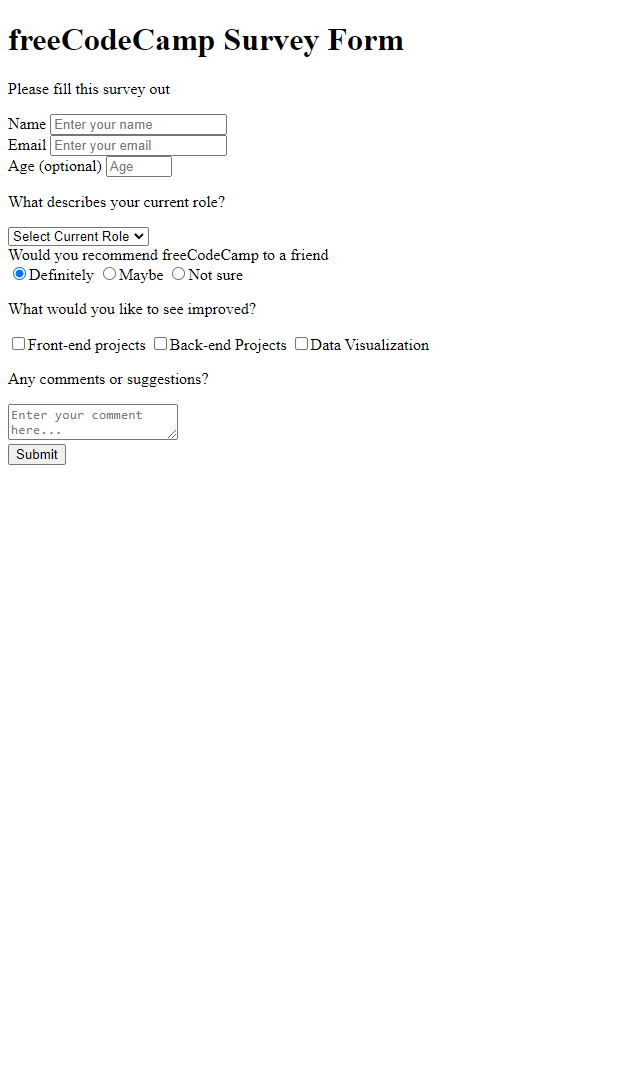 freeCodeCamp Survey Form
Please fill this survey out
Name Enter your name
Email Enter your email
Age (optional) Age
What describes your current role?
Select Current Role
Would you recommend freeCodeCamp to a friend
Definitely Maybe Not sure
What would you like to see improved?
Front-end projects Back-end Projects Data Visualization
Any comments or suggestions?
Enter your comment
here...
Submit